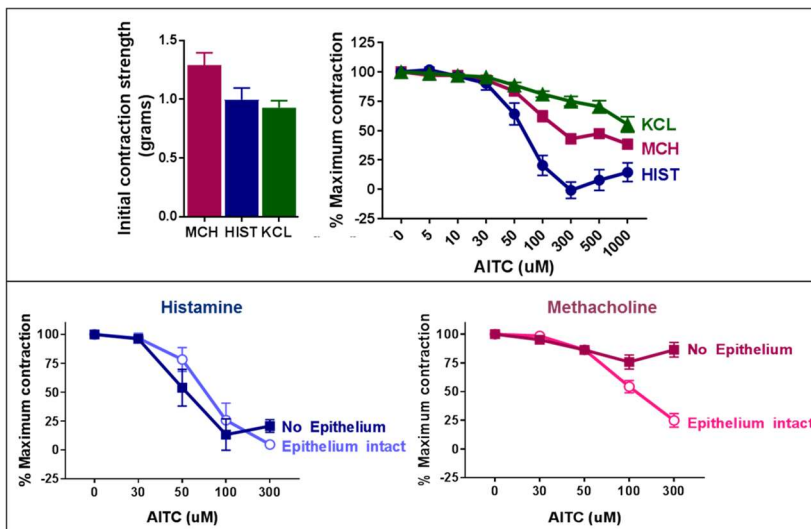 Initial contraction strength
(grams)
1.5
1.0
0.5
0.0
MCH HIST KCL
% Maximum contraction
125
100
75
50
25
0
-25
KCL
MCH
HIST
0 5 10 30 50 100 300 500 1000
AITC (uM)
Histamine
% Maximum contraction
100
75
50
25
0
-25
No Epithelium
Epithelium intact
0 30 50 100 300
AITC (uM)
Methacholine
% Maximum contraction
100
75
50
25
0
-25
No Epithelium
Epithelium intact
0 30 50 100 300
AITC (uM)